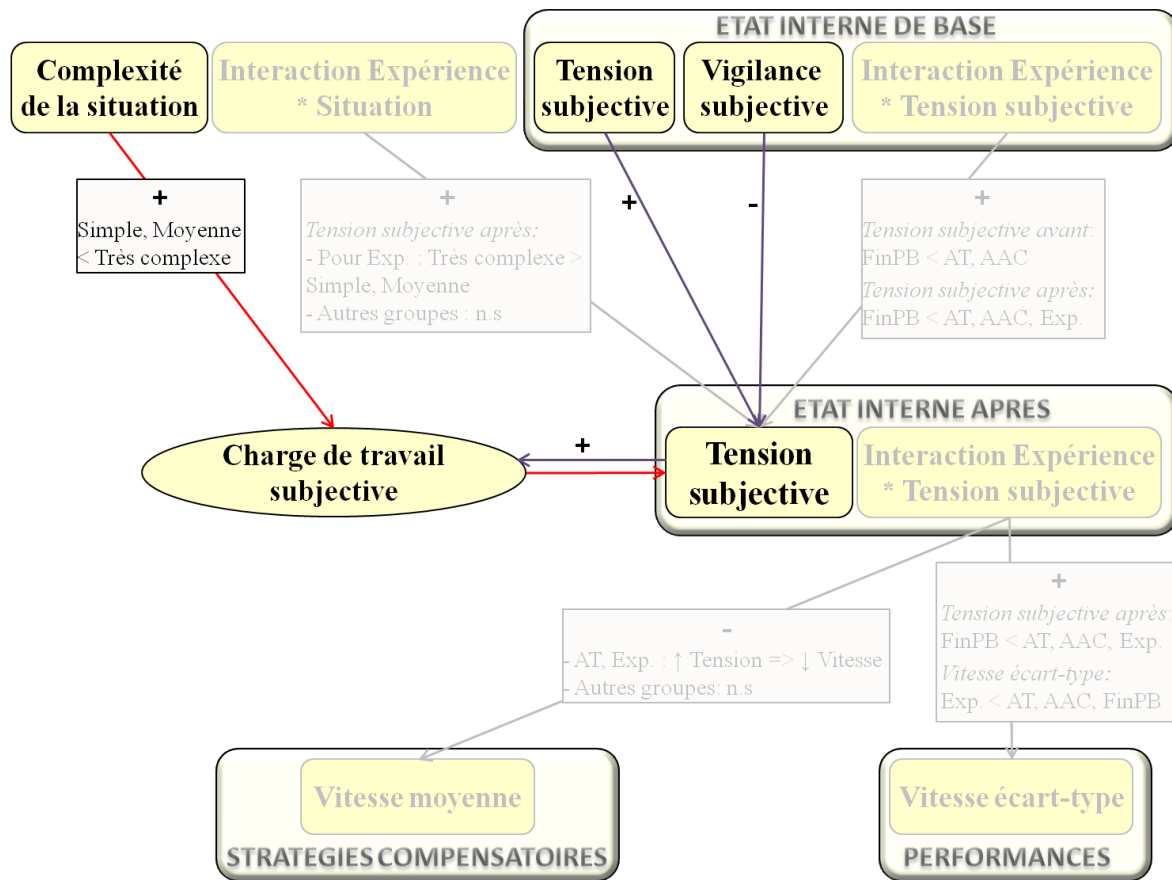 ETAT INTERNE DE BASE
Complexité
de la situation
Interaction Expérience
* Situation
Tension
subjective
Vigilance
subjective
Interaction Expérience
* Tension subjective
+
Simple, Moyenne
< Très complexe
+
Tension subjective après:
- Pour Exp. : Très complexe >
Simple, Moyenne
- Autres groupes : n.s
+
-
+
Tension subjective avant:
FinPB < AT, AAC
Tension subjective après:
FinPB < AT, AAC, Exp.
ETAT INTERNE APRES
Charge de travail
subjective
+
Tension
subjective
Interaction Expérience
* Tension subjective
-
- AT, Exp. : ↑ Tension => ↓ Vitesse
- Autres groupes: n.s
+
Tension subjective après:
FinPB < AT, AAC, Exp.
Vitesse écart-type:
Exp. < AT, AAC, FinPB
Vitesse moyenne
STRATEGIES COMPENSATOIRES
Vitesse écart-type
PERFORMANCES